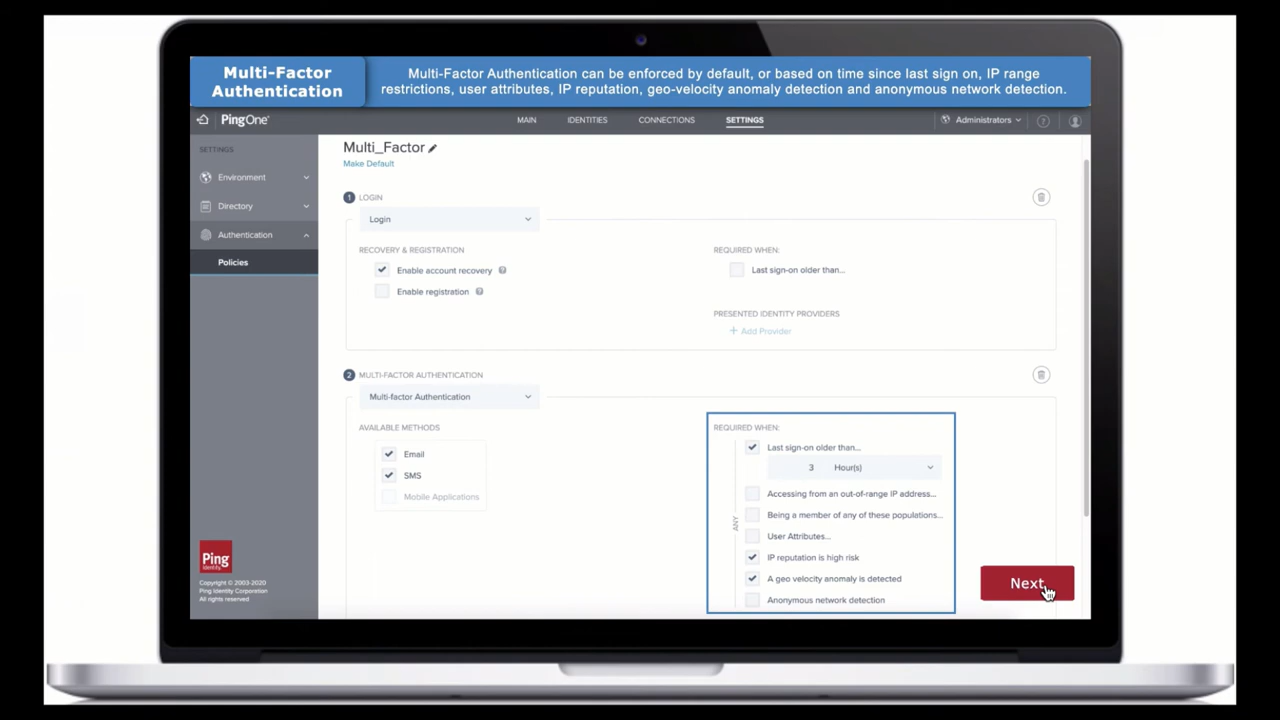 Multi-Factor
Authentication
Multi-Factor Authentication can be enforced by default, or based on time since last sign on, IP range
restrictions, user attributes, IP reputation, geo-velocity anomaly detection and anonymous network detection.
PingOne
MAIN
IDENTITIES
CONNECTIONS
SETTINGS
Administrators
?
SETTINGS
Environment
Directory
Authentication
Policies
Multi_Factor
Make Default
1 LOGIN
Login
RECOVERY & REGISTRATION
Enable account recovery ?
Enable registration ?
REQUIRED WHEN:
Last sign-on older than...
PRESENTED IDENTITY PROVIDERS
+ Add Provider
2 MULTI-FACTOR AUTHENTICATION
Multi-factor Authentication
AVAILABLE METHODS
Email
SMS
Mobile Applications
REQUIRED WHEN:
ANY
Last sign-on older than...
3 Hour(s)
Accessing from an out-of-range IP address...
Being a member of any of these populations...
User Attributes...
IP reputation is high risk
A geo velocity anomaly is detected
Anonymous network detection
Next
Ping
Identity
Copyright © 2003-2020
Ping Identity Corporation
All rights reserved